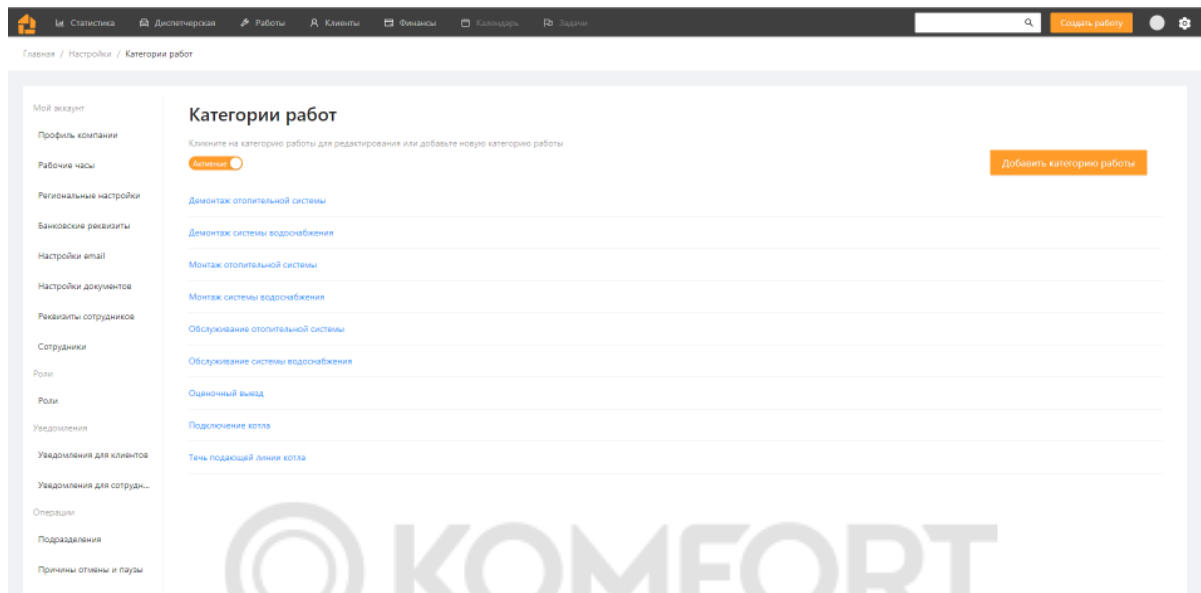 Статистика Диспетчерская Работы Клиенты Финансы Календарь Задачи Создать работу
Главная / Настройки / Категории работ
Мой аккаунт
Профиль компании
Рабочие часы
Региональные настройки
Банковские реквизиты
Настройки email
Настройки документов
Реквизиты сотрудников
Сотрудники
Роли
Роли
Уведомления
Уведомления для клиентов
Уведомления для сотрудн...
Операции
Подразделения
Причины отмены и паузы
Категории работ
Кликните на категорию работы для редактирования или добавьте новую категорию работы
Активные
Добавить категорию работы
Демонтаж отопительной системы
Демонтаж системы водоснабжения
Монтаж отопительной системы
Монтаж системы водоснабжения
Обслуживание отопительной системы
Обслуживание системы водоснабжения
Оценочный выезд
Подключение котла
Течь подающей линии котла
KOMFORT